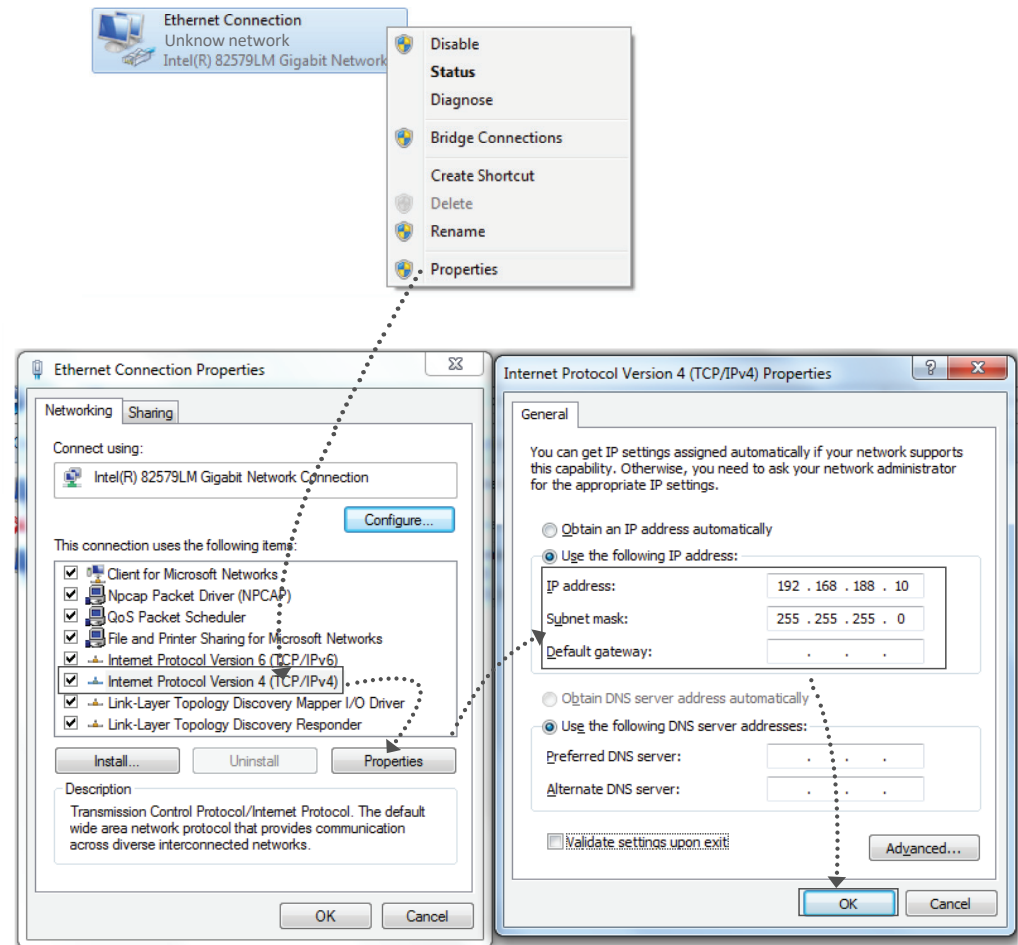 Ethernet Connection
Unknow network
Intel(R) 82579LM Gigabit Network
Disable
Status
Diagnose
Bridge Connections
Create Shortcut
Delete
Rename
Properties
Ethernet Connection Properties
Networking
Sharing
Connect using:
Intel(R) 82579LM Gigabit Network Connection
Configure...
This connection uses the following items:
Client for Microsoft Networks
Npcap Packet Driver (NPCAP)
QoS Packet Scheduler
File and Printer Sharing for Microsoft Networks
Internet Protocol Version 6 (TCP/IPv6)
Internet Protocol Version 4 (TCP/IPv4)
Link-Layer Topology Discovery Mapper I/O Driver
Link-Layer Topology Discovery Responder
Install...
Uninstall
Properties
Description
Transmission Control Protocol/Internet Protocol. The default
wide area network protocol that provides communication
across diverse interconnected networks.
OK
Cancel
Internet Protocol Version 4 (TCP/IPv4) Properties
General
You can get IP settings assigned automatically if your network supports
this capability. Otherwise, you need to ask your network administrator
for the appropriate IP settings.
Obtain an IP address automatically
Use the following IP address:
IP address: 192 . 168 . 188 . 10
Subnet mask: 255 . 255 . 255 . 0
Default gateway: . . .
Obtain DNS server address automatically
Use the following DNS server addresses:
Preferred DNS server: . . .
Alternate DNS server: . . .
Validate settings upon exit
Advanced...
OK
Cancel